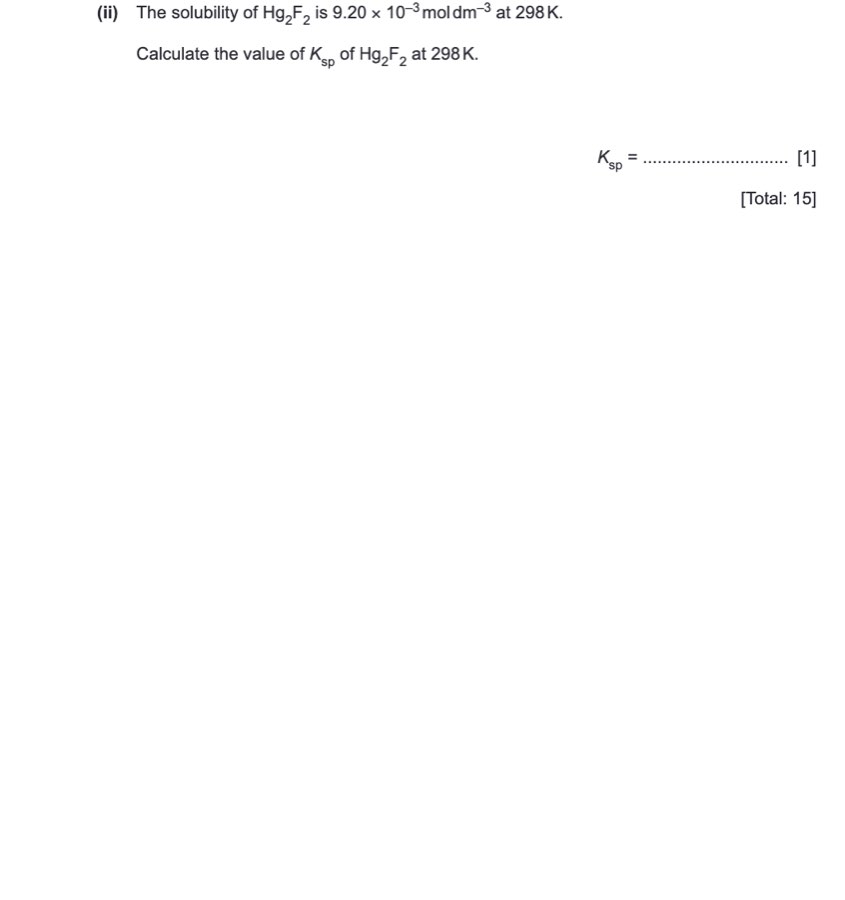 (ii) The solubility of Hg₂F₂ is 9.20 × 10⁻³ mol dm⁻³ at 298 K.
Calculate the value of Kₛₚ of Hg₂F₂ at 298 K.
Kₛₚ = .............................. [1]
[Total: 15]